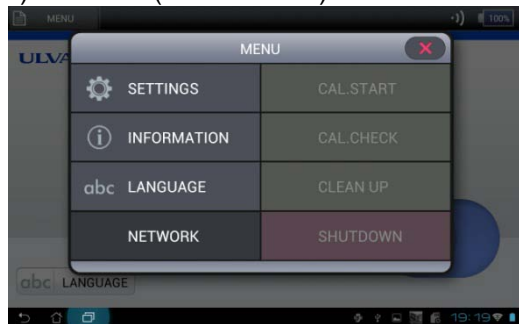 MENU
100%
ULVA
MENU
SETTINGS
CAL.START
INFORMATION
CAL.CHECK
abc LANGUAGE
CLEAN UP
NETWORK
SHUTDOWN
abc LANGUAGE
19:19